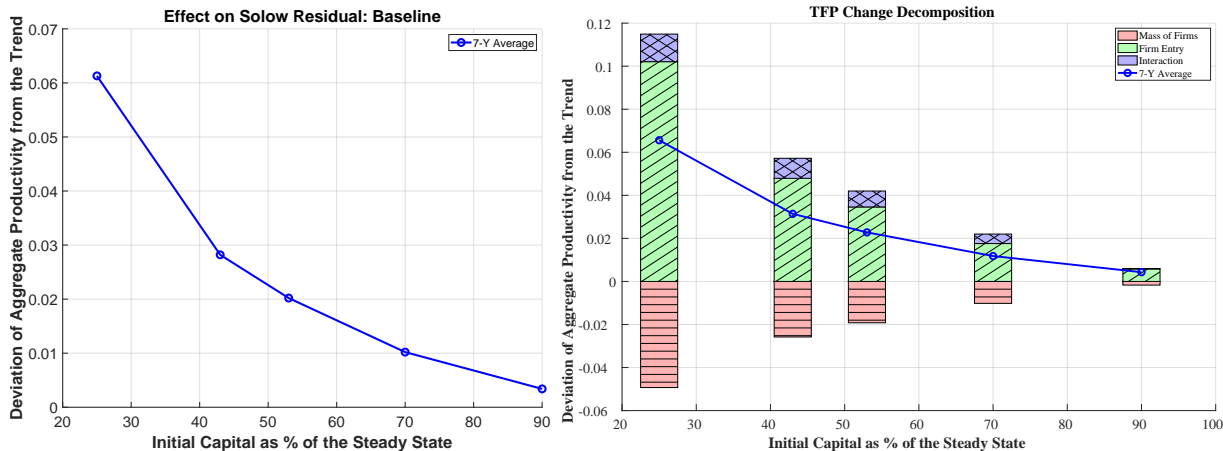 Effect on Solow Residual: Baseline
7-Y Average
Deviation of Aggregate Productivity from the Trend
0.07
0.06
0.05
0.04
0.03
0.02
0.01
0
20 30 40 50 60 70 80 90
Initial Capital as % of the Steady State
TFP Change Decomposition
Mass of Firms
Firm Entry
Interaction
7-Y Average
Deviation of Aggregate Productivity from the Trend
0.12
0.1
0.08
0.06
0.04
0.02
0
-0.02
-0.04
-0.06
20 30 40 50 60 70 80 90 100
Initial Capital as % of the Steady State